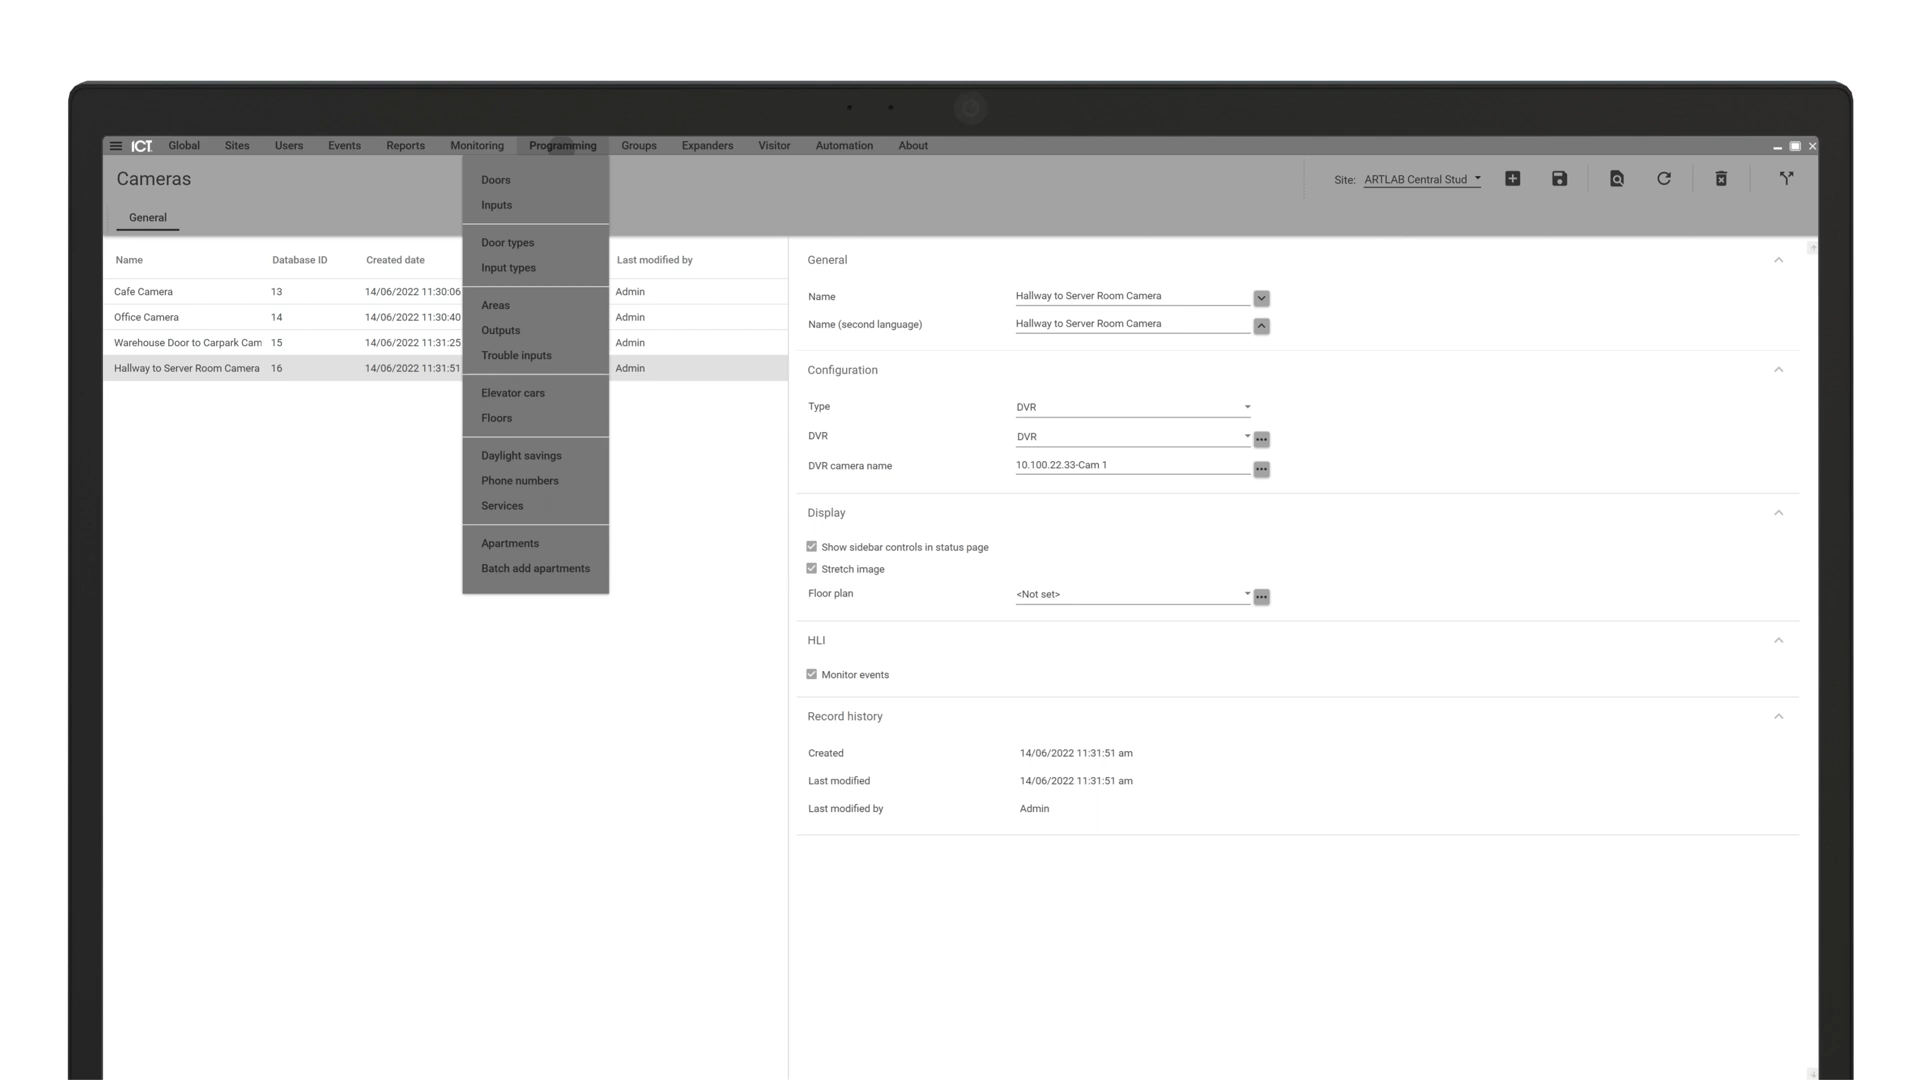 ICT Global Sites Users Events Reports Monitoring Programming Groups Expanders Visitor Automation About
Cameras
Site: ARTLAB Central Stud
General
Doors
Inputs
Door types
Input types
Areas
Outputs
Trouble inputs
Elevator cars
Floors
Daylight savings
Phone numbers
Services
Apartments
Batch add apartments
Name Database ID Created date Last modified by
Cafe Camera 13 14/06/2022 11:30:06 Admin
Office Camera 14 14/06/2022 11:30:40 Admin
Warehouse Door to Carpark Cam 15 14/06/2022 11:31:25 Admin
Hallway to Server Room Camera 16 14/06/2022 11:31:51 Admin
General
Name Hallway to Server Room Camera
Name (second language) Hallway to Server Room Camera
Configuration
Type DVR
DVR DVR
DVR camera name 10.100.22.33-Cam 1
Display
Show sidebar controls in status page
Stretch image
Floor plan <Not set>
HLI
Monitor events
Record history
Created 14/06/2022 11:31:51 am
Last modified 14/06/2022 11:31:51 am
Last modified by Admin